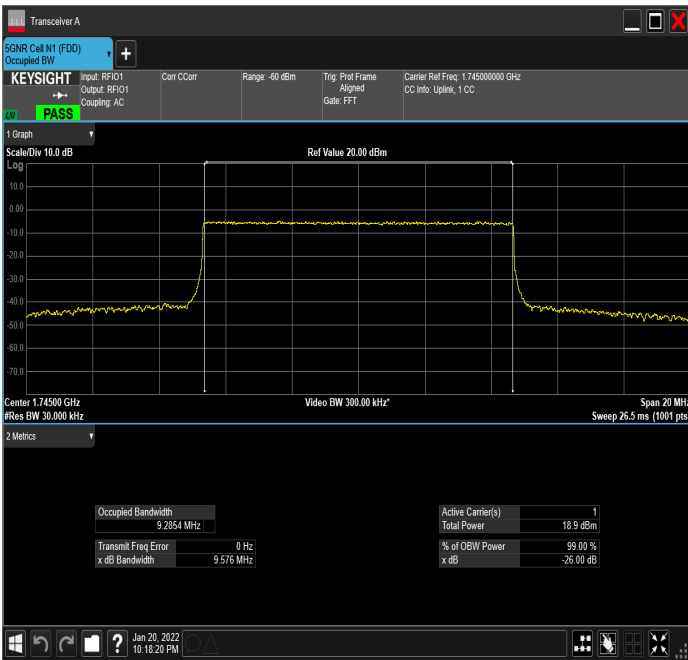 Transceiver A
5GNR Cell N1 (FDD)
Occupied BW
+
KEYSIGHT
Input: RFIO1
Output: RFIO1
Coupling: AC
Corr CCorr
Range: -60 dBm
Trig: Prot Frame
Aligned
Gate: FFT
Carrier Ref Freq: 1.745000000 GHz
CC Info: Uplink, 1 CC
LXI
PASS
1 Graph
Scale/Div 10.0 dB
Ref Value 20.00 dBm
Log
10.0
0.00
-10.0
-20.0
-30.0
-40.0
-50.0
-60.0
-70.0
Center 1.74500 GHz
Video BW 300.00 kHz*
Span 20 MHz
#Res BW 30.000 kHz
Sweep 26.5 ms (1001 pts
2 Metrics
Occupied Bandwidth
9.2854 MHz
Transmit Freq Error 0 Hz
x dB Bandwidth 9.576 MHz
Active Carrier(s) 1
Total Power 18.9 dBm
% of OBW Power 99.00 %
x dB -26.00 dB
?
Jan 20, 2022
10:18:20 PM